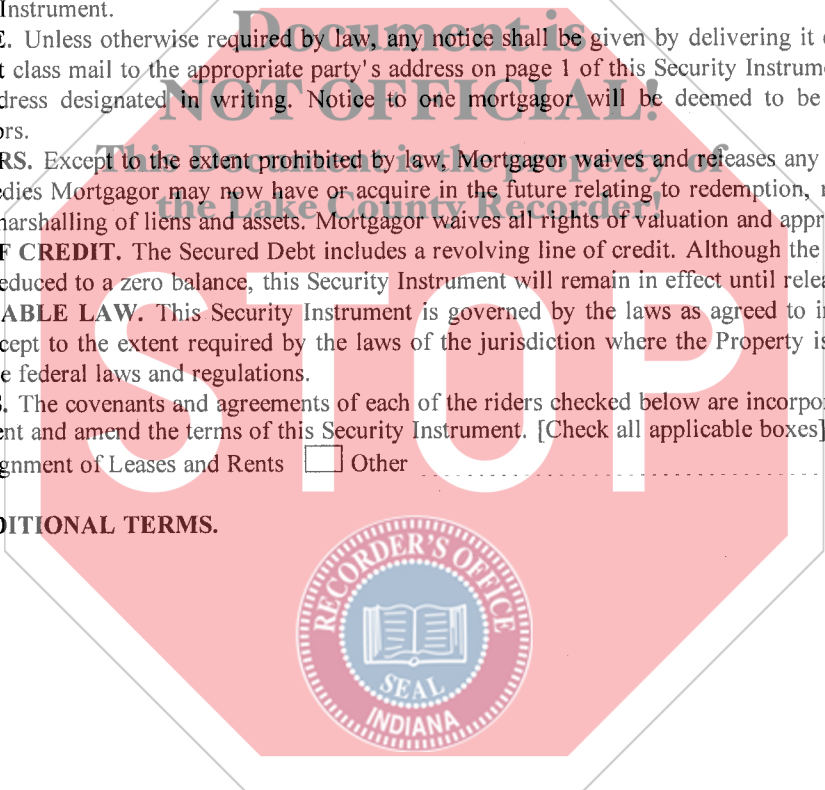 Instrument.
Document is
E. Unless otherwise required by law, any notice shall be given by delivering it
t class mail to the appropriate party's address on page 1 of this Security Instrum
NOT OFFICIAL!
dress designated in writing. Notice to one mortgagor will be deemed to be
ors.
This Document is the property of
RS. Except to the extent prohibited by law, Mortgagor waives and releases any
edies Mortgagor may now have or acquire in the future relating to redemption,
the Lake County Recorder!
arshalling of liens and assets. Mortgagor waives all rights of valuation and appr
F CREDIT. The Secured Debt includes a revolving line of credit. Although the
educed to a zero balance, this Security Instrument will remain in effect until relea
ABLE LAW. This Security Instrument is governed by the laws as agreed to i
cept to the extent required by the laws of the jurisdiction where the Property is
e federal laws and regulations.
STOP
. The covenants and agreements of each of the riders checked below are incorpo
ent and amend the terms of this Security Instrument. [Check all applicable boxes]
gnment of Leases and Rents Other
DITIONAL TERMS.
RECORDER'S OFFICE
SEAL
INDIANA